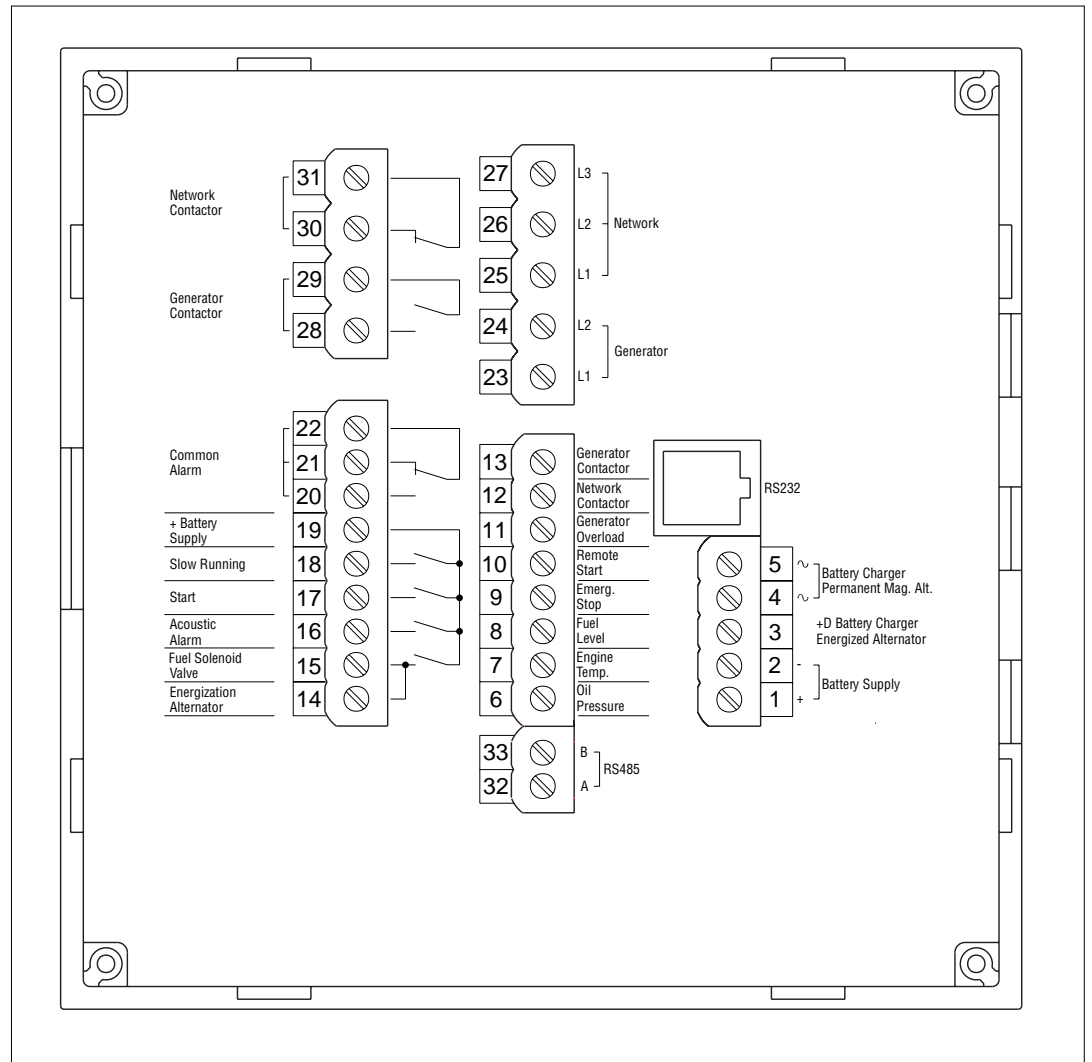 Network
Contactor
31
30
Generator
Contactor
29
28
27 L3
26 L2 Network
25 L1
24 L2
Generator
23 L1
Common
Alarm
22
21
20
+ Battery
Supply
19
Slow Running 18
Start 17
Acoustic
Alarm
16
Fuel Solenoid
Valve
15
Energization
Alternator
14
13 Generator
Contactor
12 Network
Contactor
11 Generator
Overload
10 Remote
Start
9 Emerg.
Stop
8 Fuel
Level
7 Engine
Temp.
6 Oil
Pressure
33 B
RS485
32 A
RS232
5 ~
Battery Charger
Permanent Mag. Alt.
4 ~
3 +D Battery Charger
Energized Alternator
2 -
Battery Supply
1 +